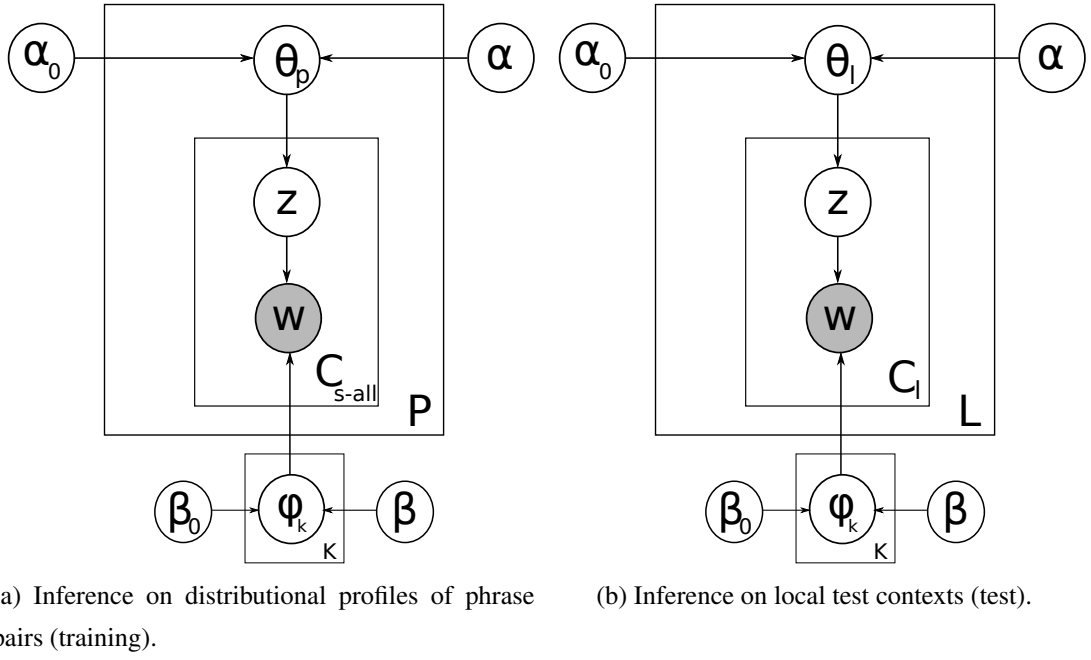 α₀ θₚ α α₀ θₗ α
z z
w w
C s-all P Cₗ L
β₀ φₖ β β₀ φₖ β
K K
a) Inference on distributional profiles of phrase (b) Inference on local test contexts (test).
pairs (training).